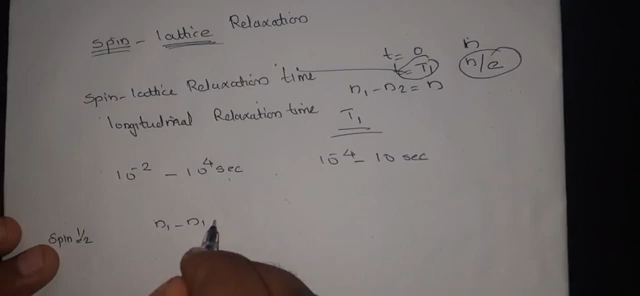 Spin - lattice Relaxation
t = 0 n
Spin-lattice Relaxation time t = T₁ n/e
n₁ - n₂ = n
longitudinal Relaxation time T₁
10⁻² - 10⁴ sec 10⁻⁴ - 10 sec
Spin 1/2 n₁ - n₁